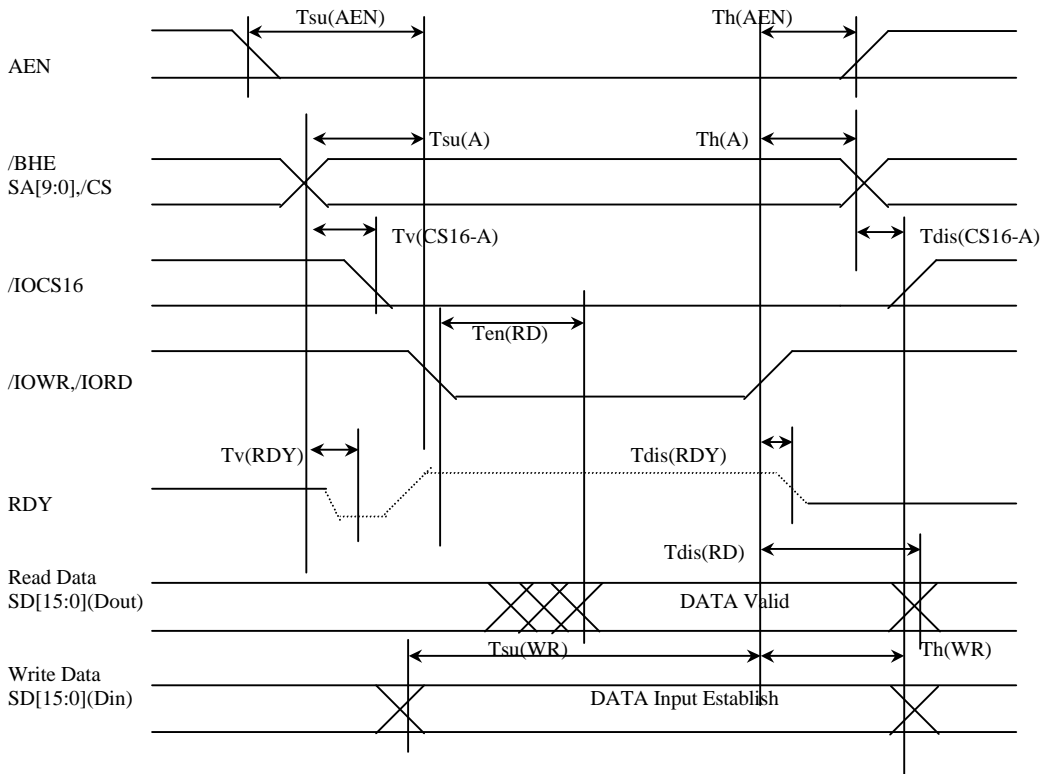 Tsu(AEN)
Th(AEN)
AEN
Tsu(A)
Th(A)
/BHE
SA[9:0],/CS
Tv(CS16-A)
Tdis(CS16-A)
/IOCS16
Ten(RD)
/IOWR,/IORD
Tv(RDY)
Tdis(RDY)
RDY
Tdis(RD)
Read Data
SD[15:0](Dout)
DATA Valid
Tsu(WR)
Th(WR)
Write Data
SD[15:0](Din)
DATA Input Establish